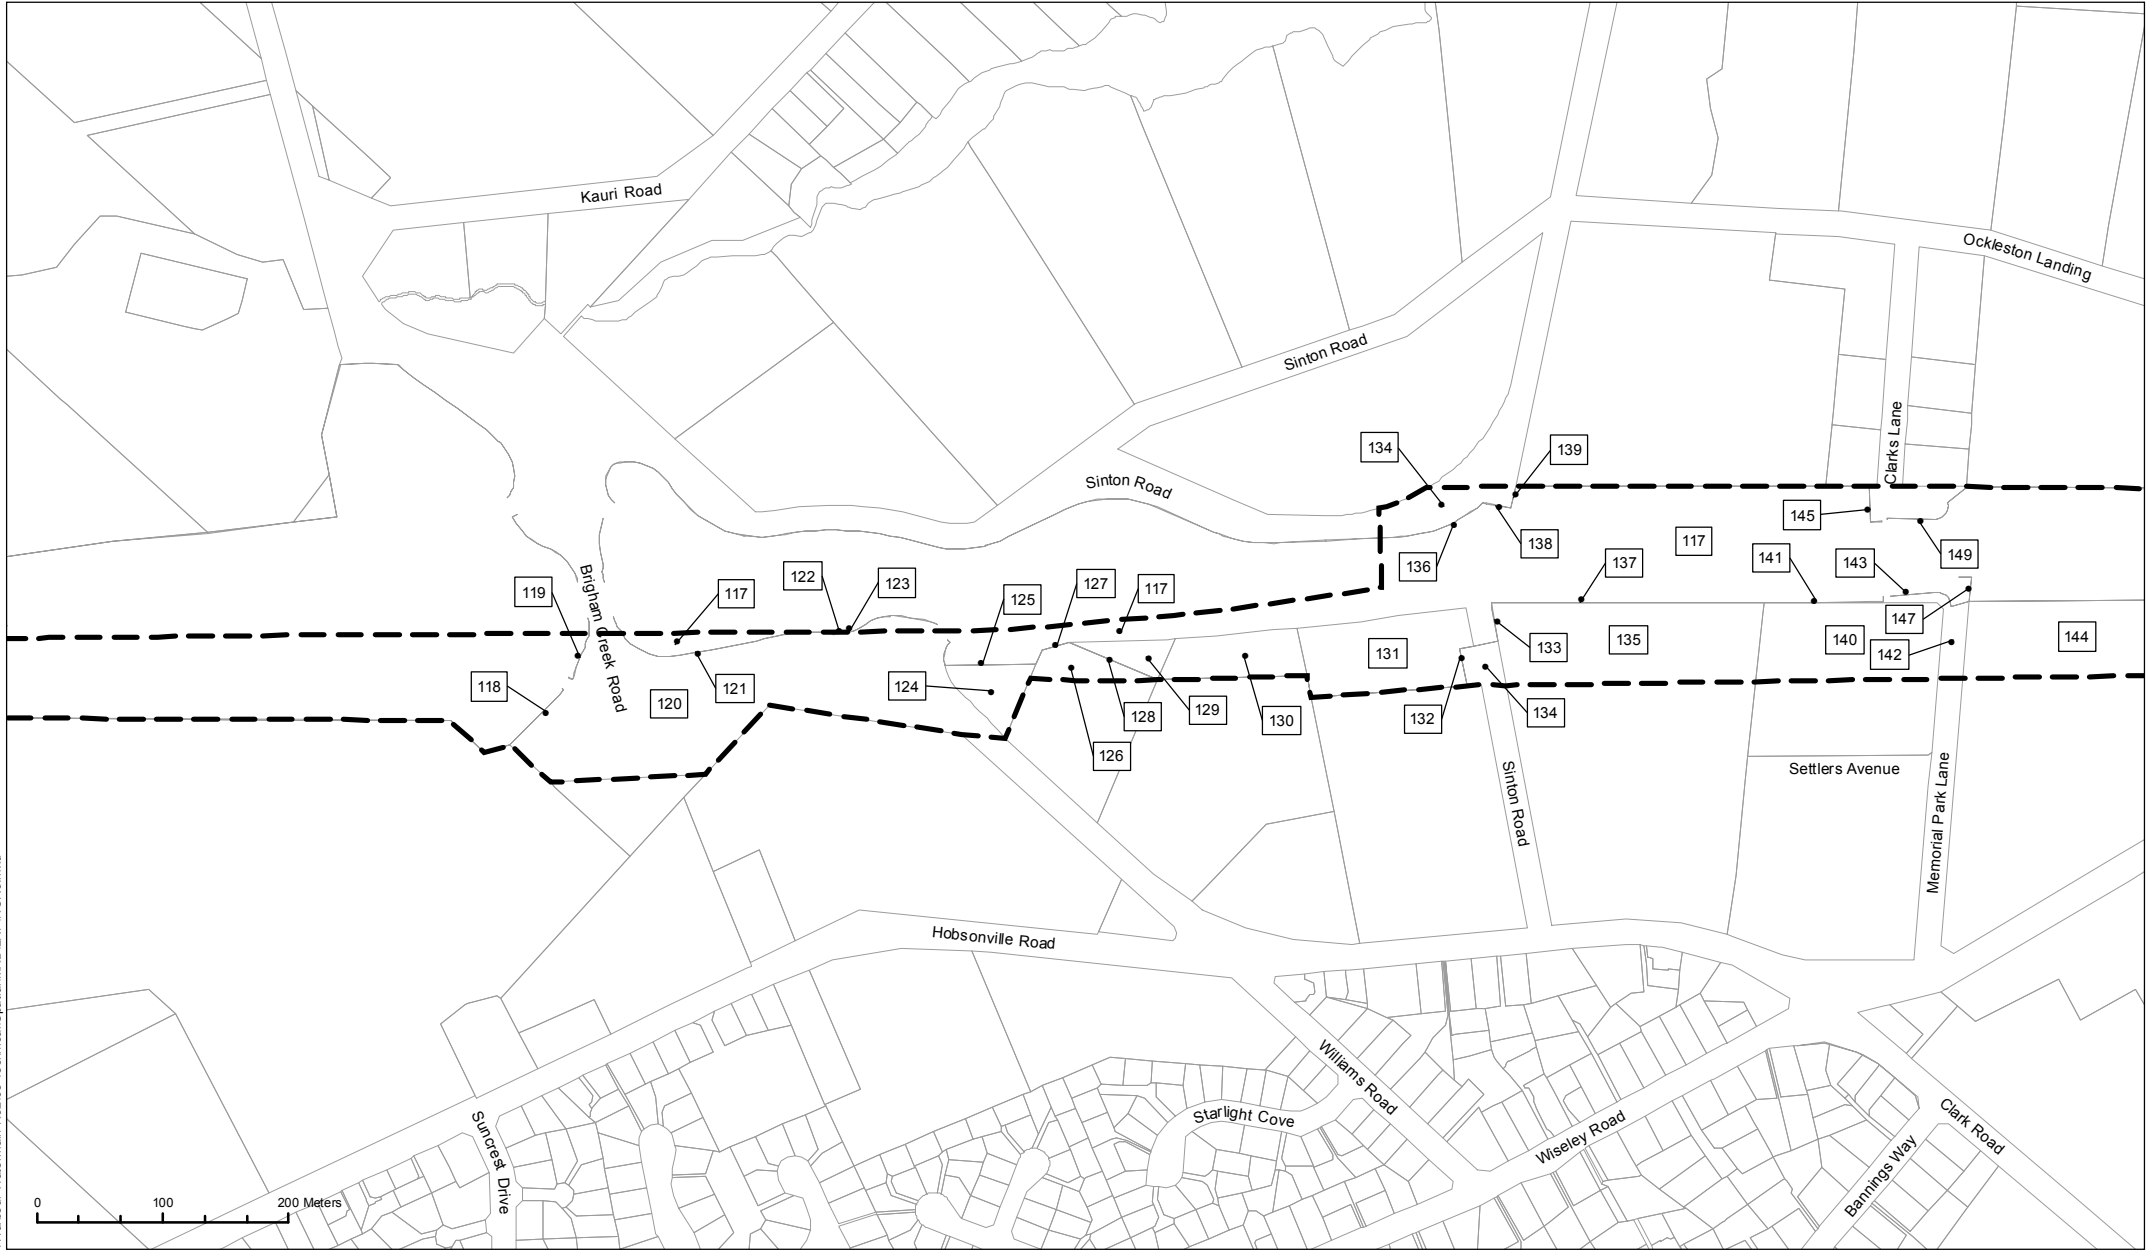 Kauri Road
Ockleston Landing
Sinton Road
Clarks Lane
134
139
Sinton Road
145
138
117
149
136
137
141
143
122
123
127
117
119
117
125
147
Brigham Creek Road
133
135
140
142
144
131
118
121
124
120
128
129
130
132
134
126
Settlers Avenue
Sinton Road
Memorial Park Lane
Hobsonville Road
Williams Road
Starlight Cove
Wiseley Road
Clark Road
Suncrest Drive
Bannings Way
0 100 200 Meters